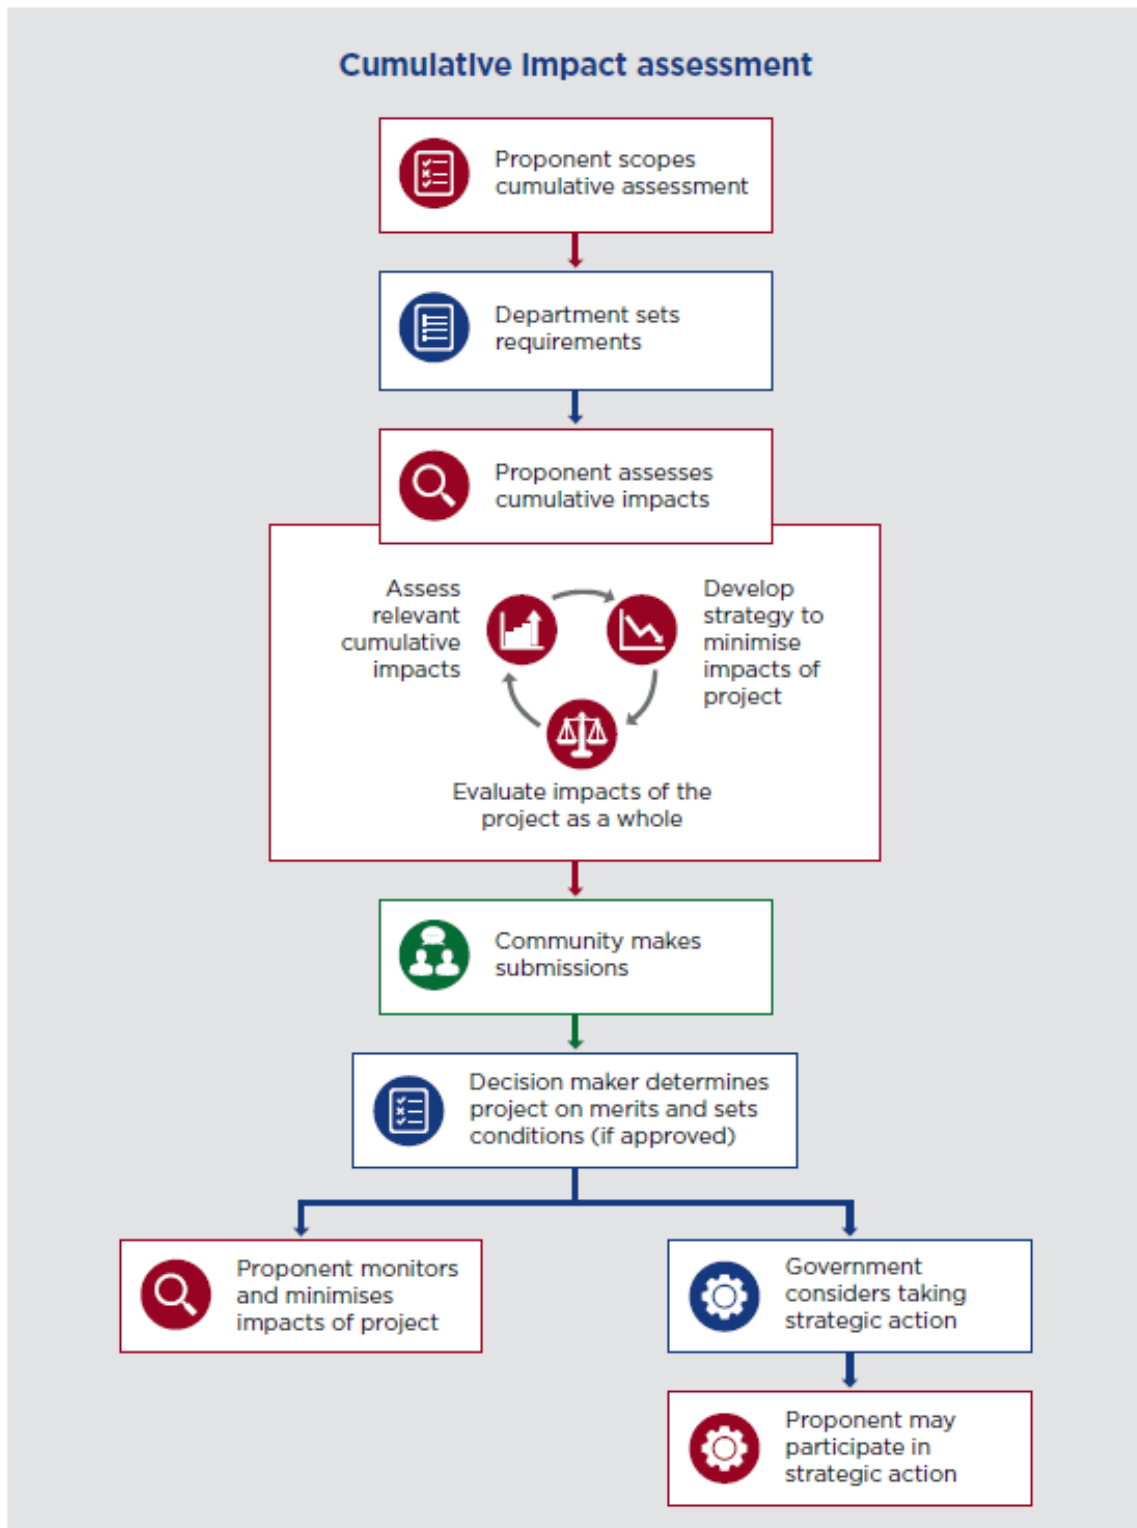 Cumulative Impact assessment
Proponent scopes
cumulative assessment
Department sets
requirements
Proponent assesses
cumulative impacts
Assess
relevant
cumulative
impacts
Develop
strategy to
minimise
impacts of
project
Evaluate impacts of the
project as a whole
Community makes
submissions
Decision maker determines
project on merits and sets
conditions (if approved)
Proponent monitors
and minimises
impacts of project
Government
considers taking
strategic action
Proponent may
participate in
strategic action